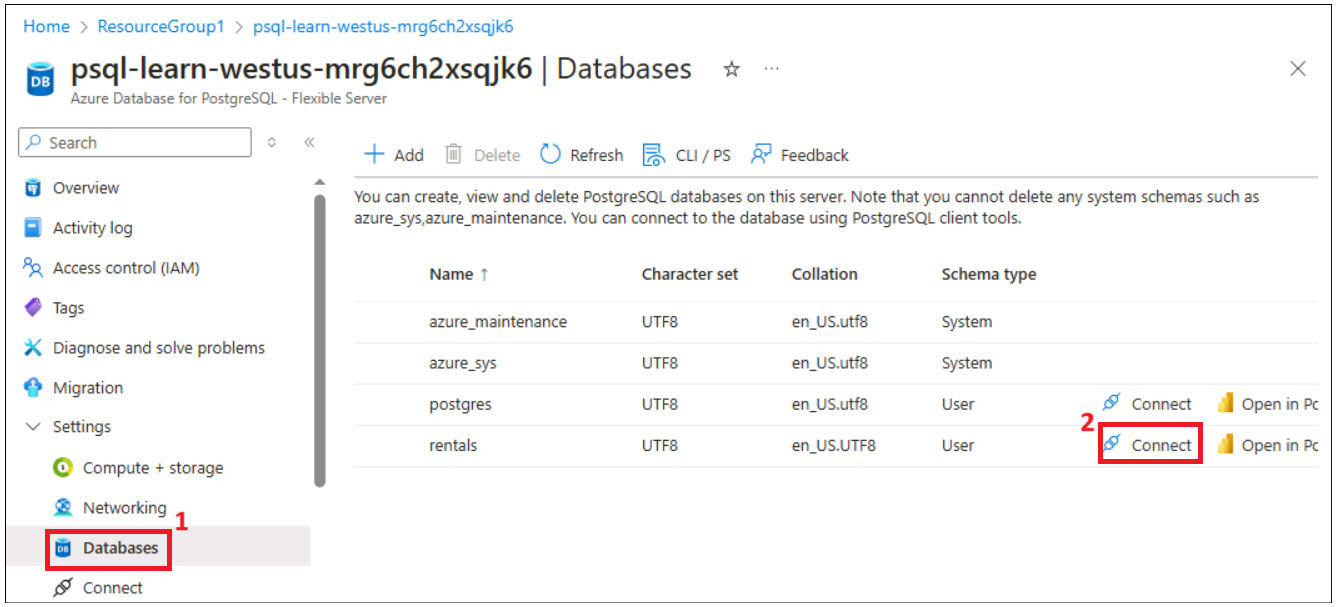 Home > ResourceGroup1 > psql-learn-westus-mrg6ch2xsqjk6
DB
psql-learn-westus-mrg6ch2xsqjk6 | Databases
Azure Database for PostgreSQL - Flexible Server
Search
Overview
Activity log
Access control (IAM)
Tags
Diagnose and solve problems
Migration
Settings
Compute + storage
Networking
1
DB
Databases
Connect
Add
Delete
Refresh
CLI / PS
Feedback
You can create, view and delete PostgreSQL databases on this server. Note that you cannot delete any system schemas such as
azure_sys,azure_maintenance. You can connect to the database using PostgreSQL client tools.
Name ↑ Character set Collation Schema type
azure_maintenance UTF8 en_US.utf8 System
azure_sys UTF8 en_US.utf8 System
postgres UTF8 en_US.utf8 User Connect Open in Po
2
rentals UTF8 en_US.UTF8 User Connect Open in Po